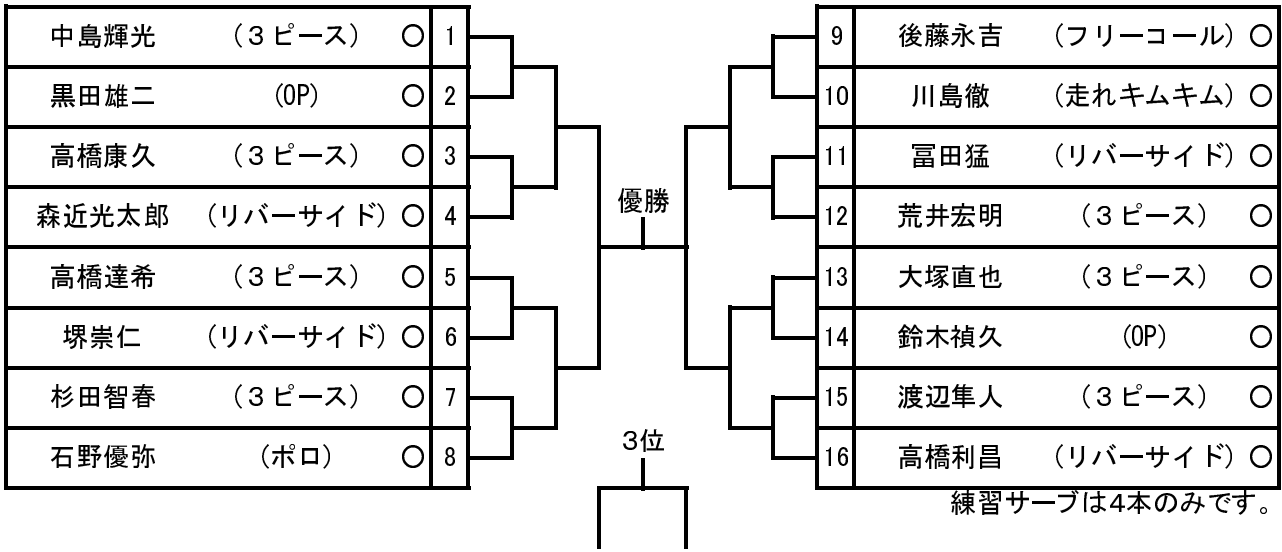 中島輝光 （３ピース） ○ 1
黒田雄二 (OP) ○ 2
高橋康久 （３ピース） ○ 3
森近光太郎 （リバーサイド） ○ 4
高橋達希 （３ピース） ○ 5
堺崇仁 （リバーサイド） ○ 6
杉田智春 （３ピース） ○ 7
石野優弥 （ポロ） ○ 8
優勝
3位
9 後藤永吉 （フリーコール） ○
10 川島徹 （走れキムキム） ○
11 冨田猛 （リバーサイド） ○
12 荒井宏明 （３ピース） ○
13 大塚直也 （３ピース） ○
14 鈴木禎久 (OP) ○
15 渡辺隼人 （３ピース） ○
16 高橋利昌 （リバーサイド） ○
練習サーブは4本のみです。